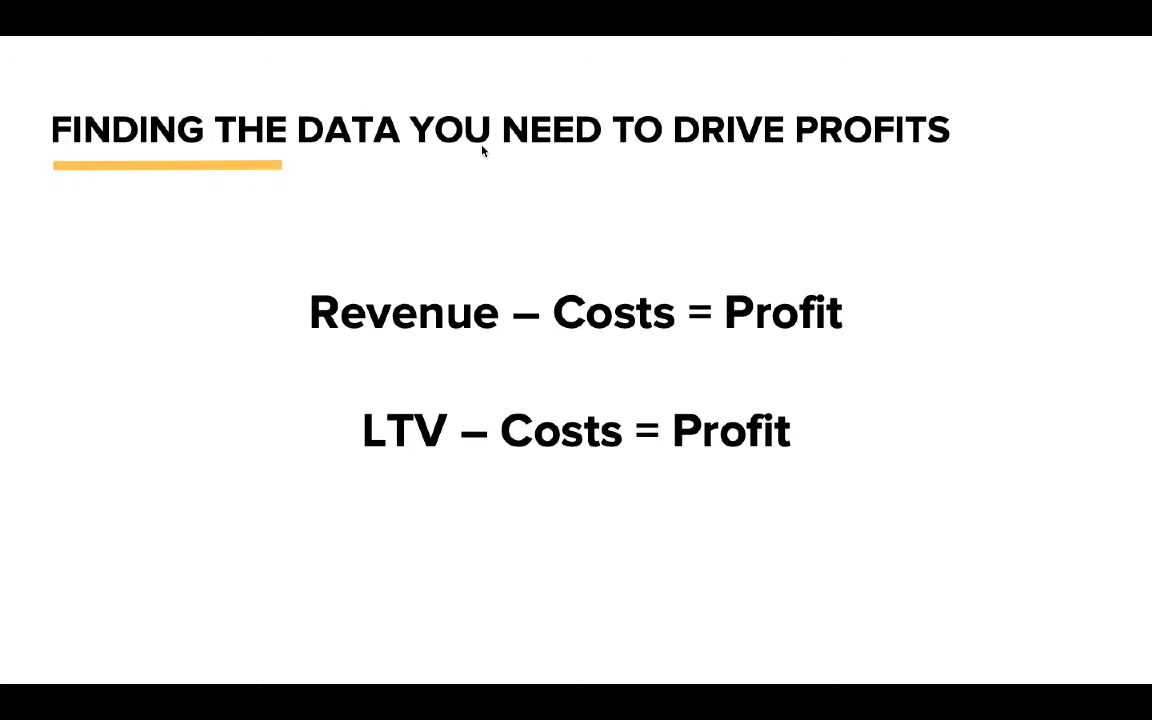 FINDING THE DATA YOU NEED TO DRIVE PROFITS
Revenue – Costs = Profit
LTV – Costs = Profit